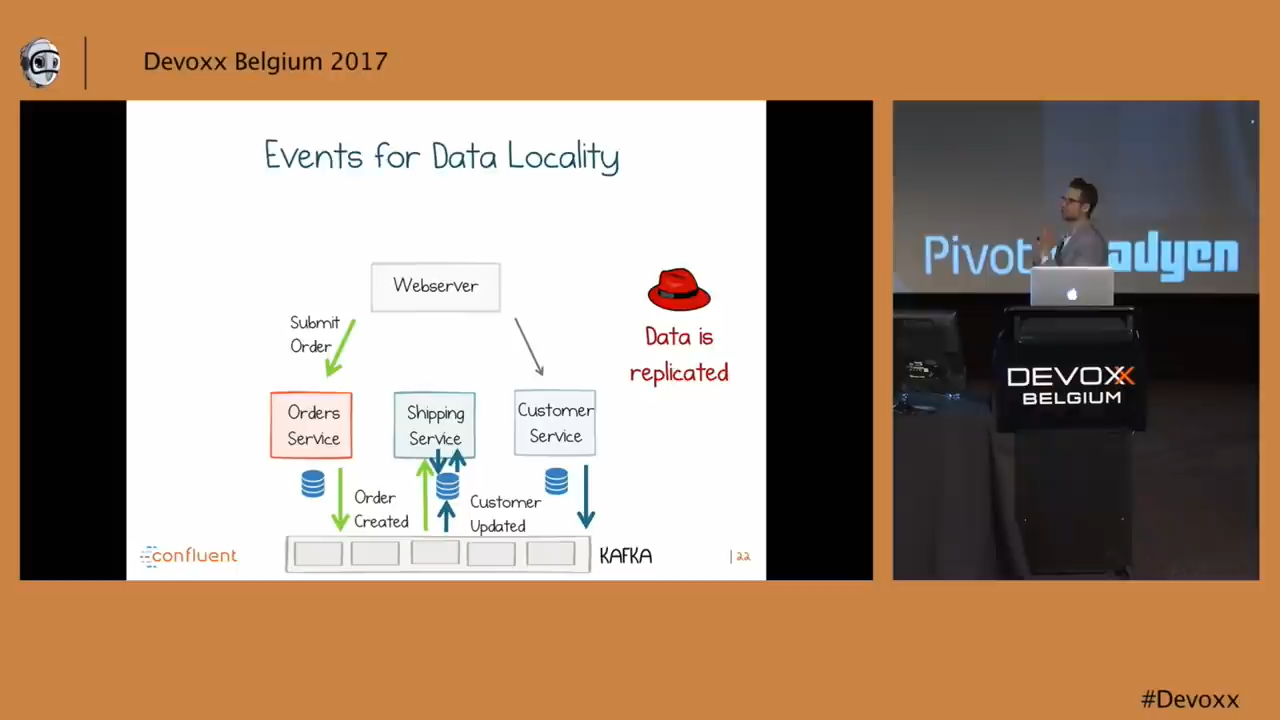 Devoxx Belgium 2017
Events for Data Locality
Webserver
Submit
Order
Data is
replicated
Orders
Service
Shipping
Service
Customer
Service
Order
Created
Customer
Updated
confluent
KAFKA
| 22
Pivot
adyen
DEVOXX
BELGIUM
#Devoxx